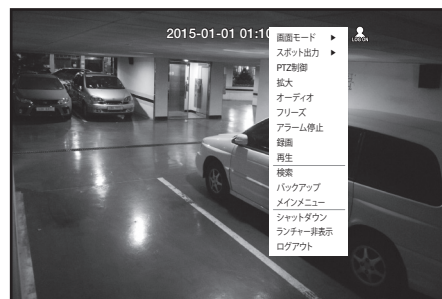 2015-01-01 01:10
LOG ON
画面モード ▶
スポット出力 ▶
PTZ制御
拡大
オーディオ
フリーズ
アラーム停止
録画
再生
検索
バックアップ
メインメニュー
シャットダウン
ランチャー非表示
ログアウト